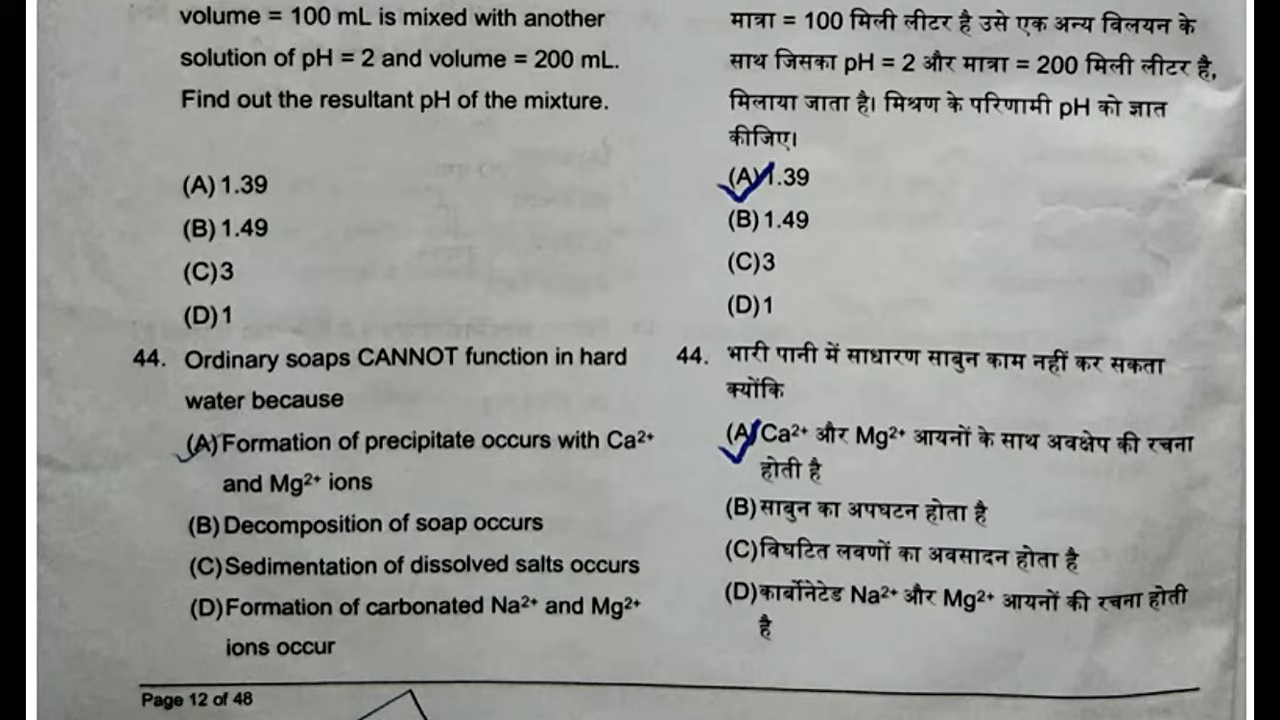 volume = 100 mL is mixed with another
solution of pH = 2 and volume = 200 mL.
Find out the resultant pH of the mixture.
(A) 1.39
(B) 1.49
(C) 3
(D) 1
44. Ordinary soaps CANNOT function in hard
water because
(A) Formation of precipitate occurs with Ca²⁺
and Mg²⁺ ions
(B) Decomposition of soap occurs
(C) Sedimentation of dissolved salts occurs
(D) Formation of carbonated Na²⁺ and Mg²⁺
ions occur
मात्रा = 100 मिली लीटर है उसे एक अन्य विलयन के
साथ जिसका pH = 2 और मात्रा = 200 मिली लीटर है,
मिलाया जाता है। मिश्रण के परिणामी pH को ज्ञात
कीजिए।
(A) 1.39
(B) 1.49
(C) 3
(D) 1
44. भारी पानी में साधारण साबुन काम नहीं कर सकता
क्योंकि
(A) Ca²⁺ और Mg²⁺ आयनों के साथ अवक्षेप की रचना
होती है
(B) साबुन का अपघटन होता है
(C) विघटित लवणों का अवसादन होता है
(D) कार्बोनेटेड Na²⁺ और Mg²⁺ आयनों की रचना होती
है
Page 12 of 48